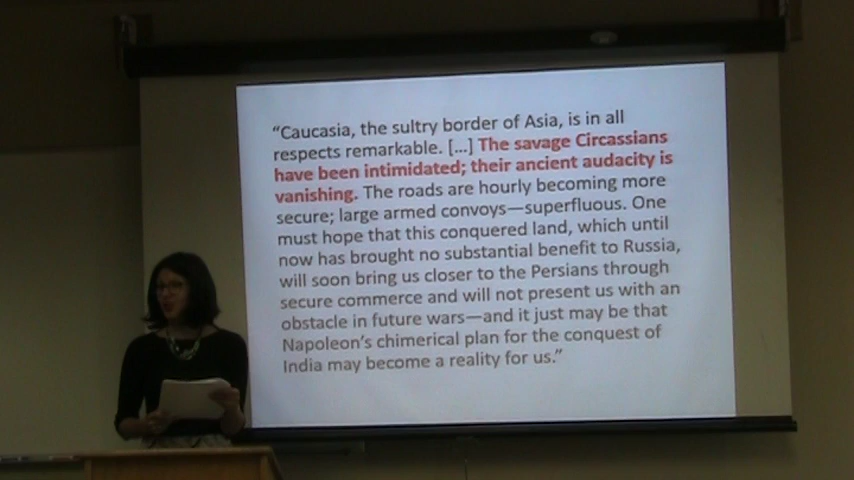 “Caucasia, the sultry border of Asia, is in all
respects remarkable. [...] The savage Circassians
have been intimidated; their ancient audacity is
vanishing. The roads are hourly becoming more
secure; large armed convoys—superfluous. One
must hope that this conquered land, which until
now has brought no substantial benefit to Russia,
will soon bring us closer to the Persians through
secure commerce and will not present us with an
obstacle in future wars—and it just may be that
Napoleon’s chimerical plan for the conquest of
India may become a reality for us.”